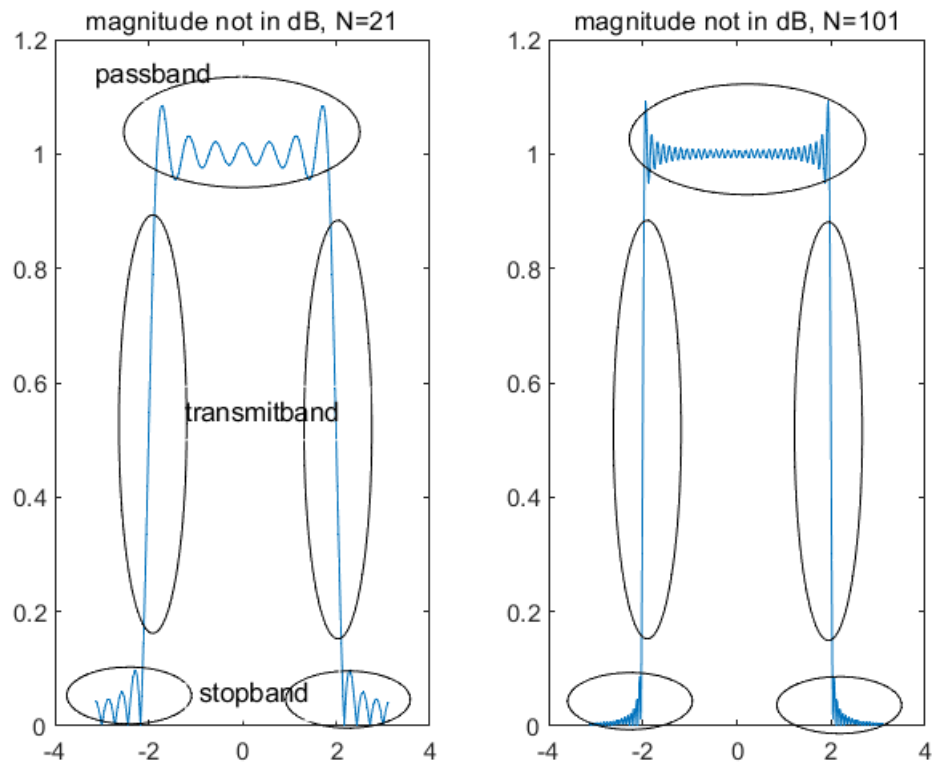 magnitude not in dB, N=21
1.2
passband
1
0.8
0.6
transmitband
0.4
0.2
stopband
0
-4 -2 0 2 4
magnitude not in dB, N=101
1.2
1
0.8
0.6
0.4
0.2
0
-4 -2 0 2 4